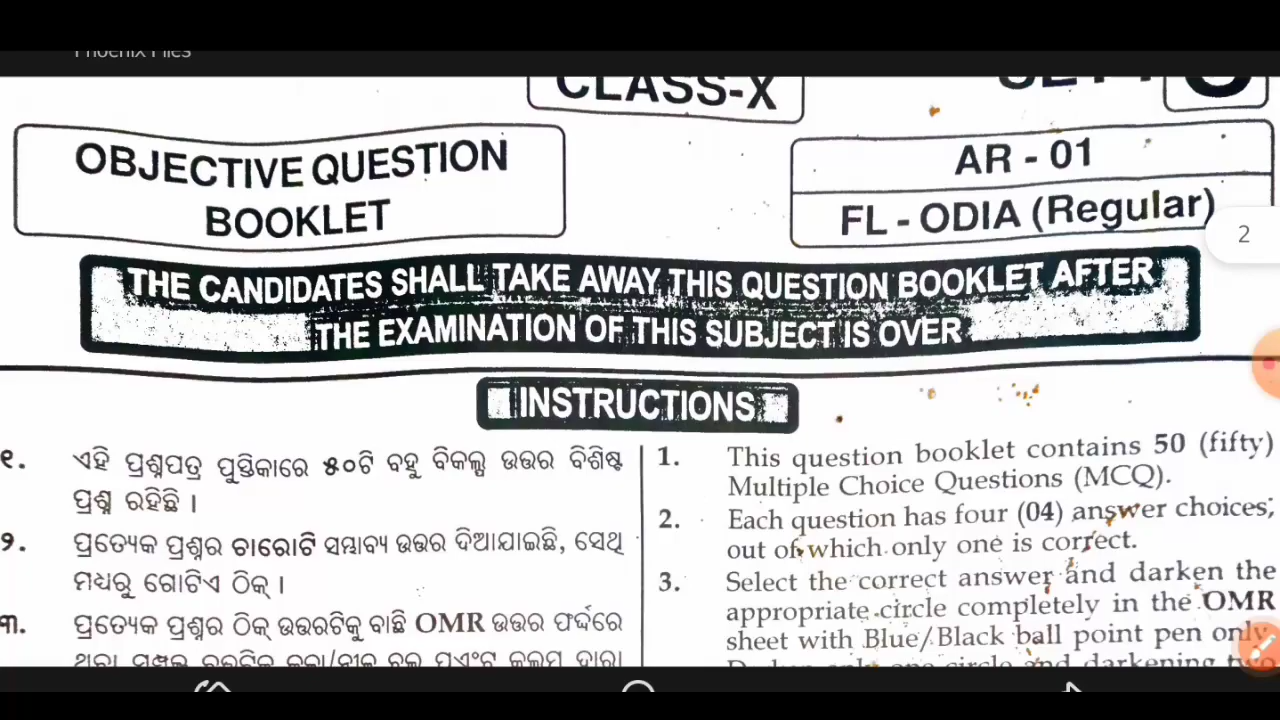 Phoenix Files
CLASS-X
OBJECTIVE QUESTION
BOOKLET
AR - 01
FL - ODIA (Regular)
2
THE CANDIDATES SHALL TAKE AWAY THIS QUESTION BOOKLET AFTER
THE EXAMINATION OF THIS SUBJECT IS OVER
INSTRUCTIONS
୧. ଏହି ପ୍ରଶ୍ନପତ୍ର ପୁସ୍ତିକାରେ ୫୦ଟି ବହୁ ବିକଳ୍ପ ଉତ୍ତର ବିଶିଷ୍ଟ
ପ୍ରଶ୍ନ ରହିଛି ।
୨. ପ୍ରତ୍ୟେକ ପ୍ରଶ୍ନର ଚାରୋଟି ସମ୍ଭାବ୍ୟ ଉତ୍ତର ଦିଆଯାଇଛି, ସେଥି
ମଧ୍ୟରୁ ଗୋଟିଏ ଠିକ୍ ।
୩. ପ୍ରତ୍ୟେକ ପ୍ରଶ୍ନର ଠିକ୍ ଉତ୍ତରଟିକୁ ବାଛି OMR ଉତ୍ତର ଫର୍ଦ୍ଦରେ
1. This question booklet contains 50 (fifty)
Multiple Choice Questions (MCQ).
2. Each question has four (04) answer choices,
out of which only one is correct.
3. Select the correct answer and darken the
appropriate circle completely in the OMR
sheet with Blue/Black ball point pen only.